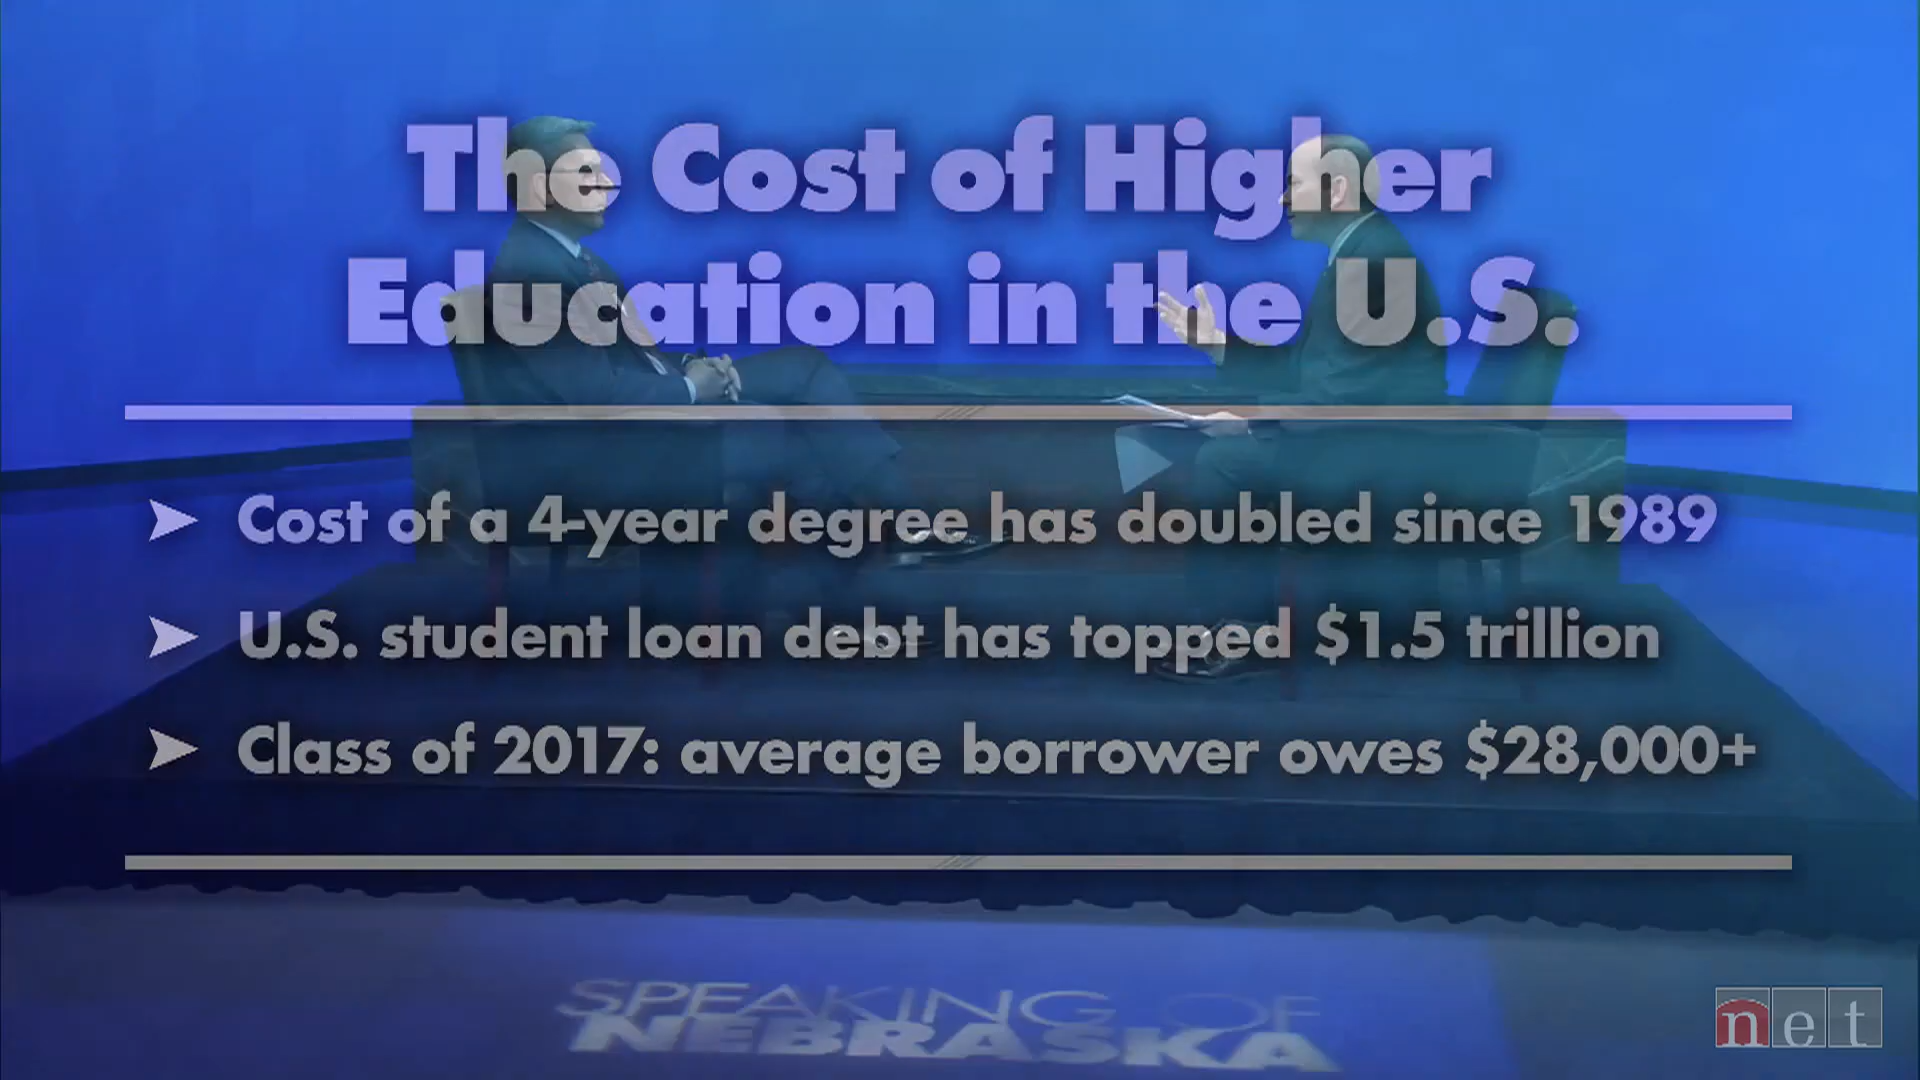 The Cost of Higher
Education in the U.S.
➤ Cost of a 4-year degree has doubled since 1989
➤ U.S. student loan debt has topped $1.5 trillion
➤ Class of 2017: average borrower owes $28,000+
SPEAKING OF
NEBRASKA
net